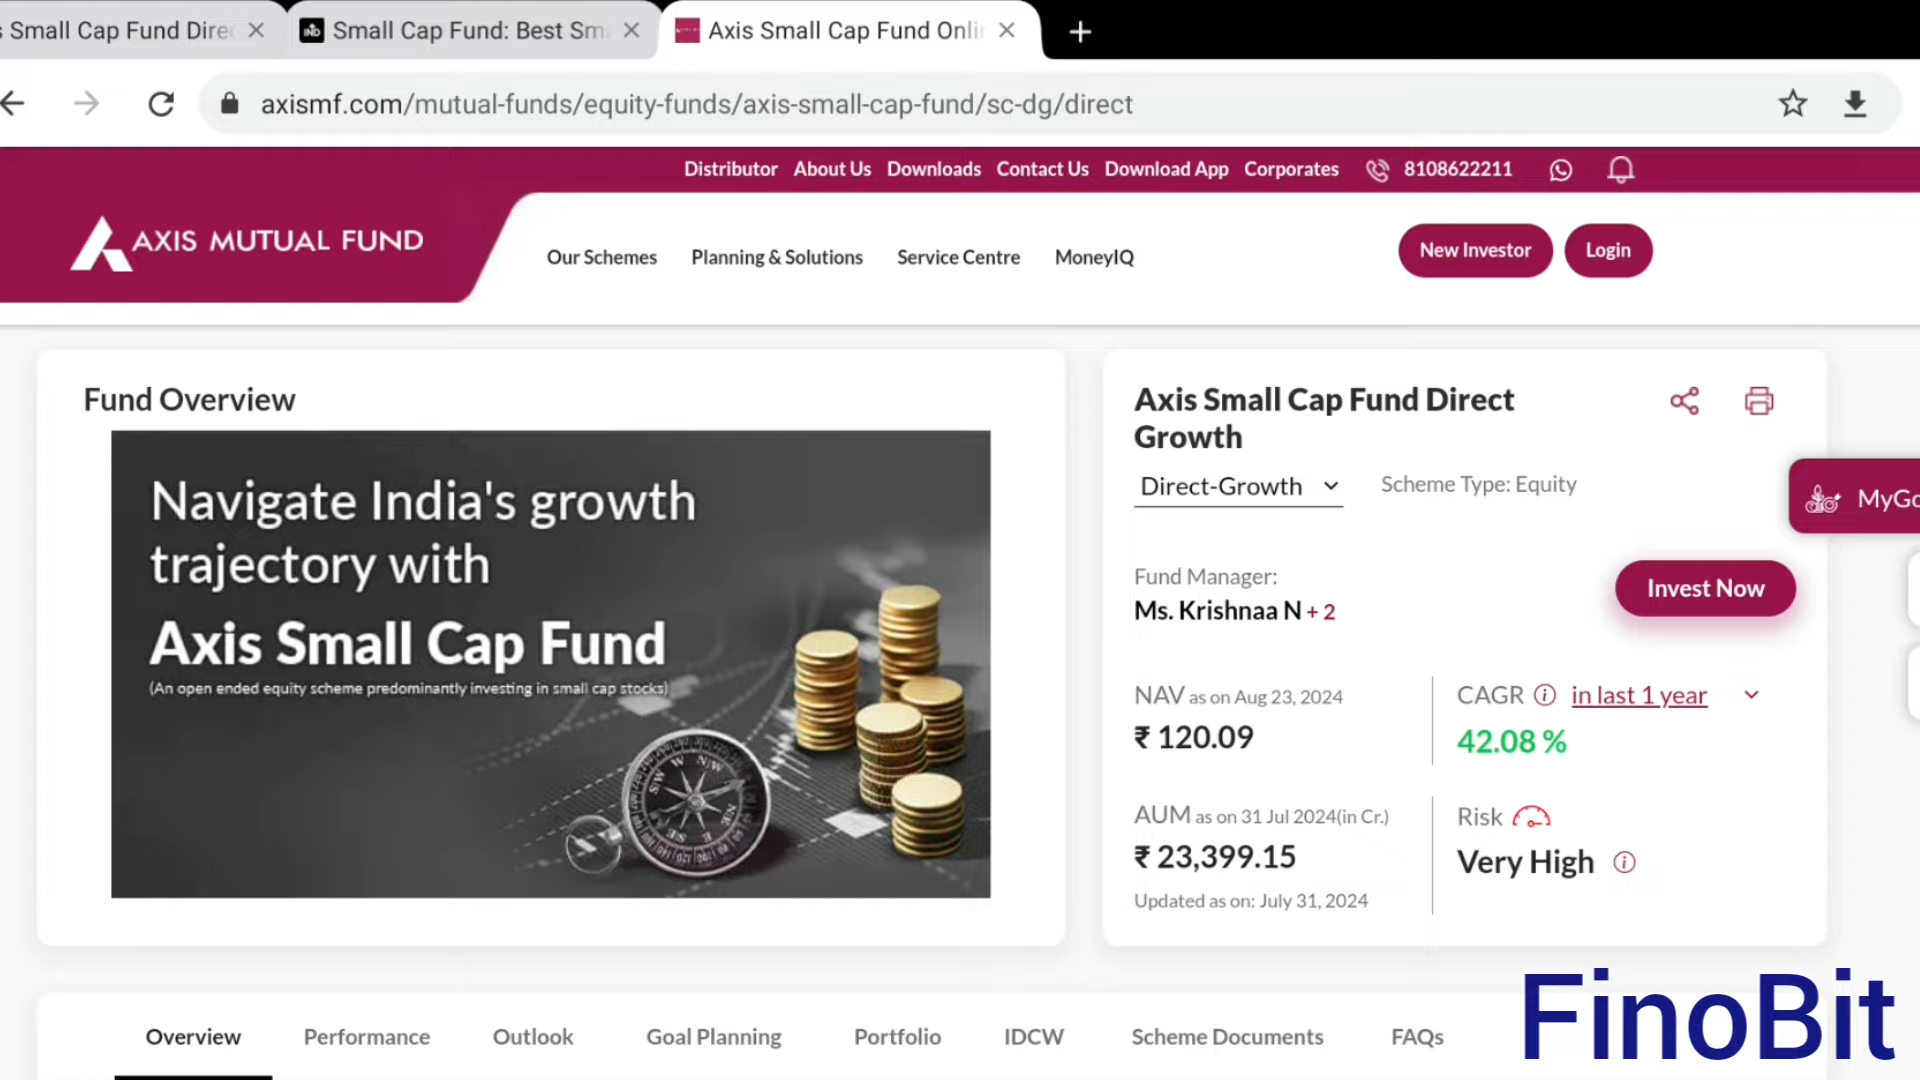 s Small Cap Fund Dire
Small Cap Fund: Best Sm
Axis Small Cap Fund Onli
axismf.com/mutual-funds/equity-funds/axis-small-cap-fund/sc-dg/direct
Distributor About Us Downloads Contact Us Download App Corporates 8108622211
AXIS MUTUAL FUND
Our Schemes Planning & Solutions Service Centre MoneyIQ
New Investor Login
Fund Overview
Navigate India's growth
trajectory with
Axis Small Cap Fund
(An open ended equity scheme predominantly investing in small cap stocks)
Axis Small Cap Fund Direct
Growth
Direct-Growth Scheme Type: Equity
MyGo
Fund Manager:
Ms. Krishnaa N + 2
Invest Now
NAV as on Aug 23, 2024
₹ 120.09
CAGR in last 1 year
42.08 %
AUM as on 31 Jul 2024(in Cr.)
₹ 23,399.15
Updated as on: July 31, 2024
Risk
Very High
Overview Performance Outlook Goal Planning Portfolio IDCW Scheme Documents FAQs
FinoBit